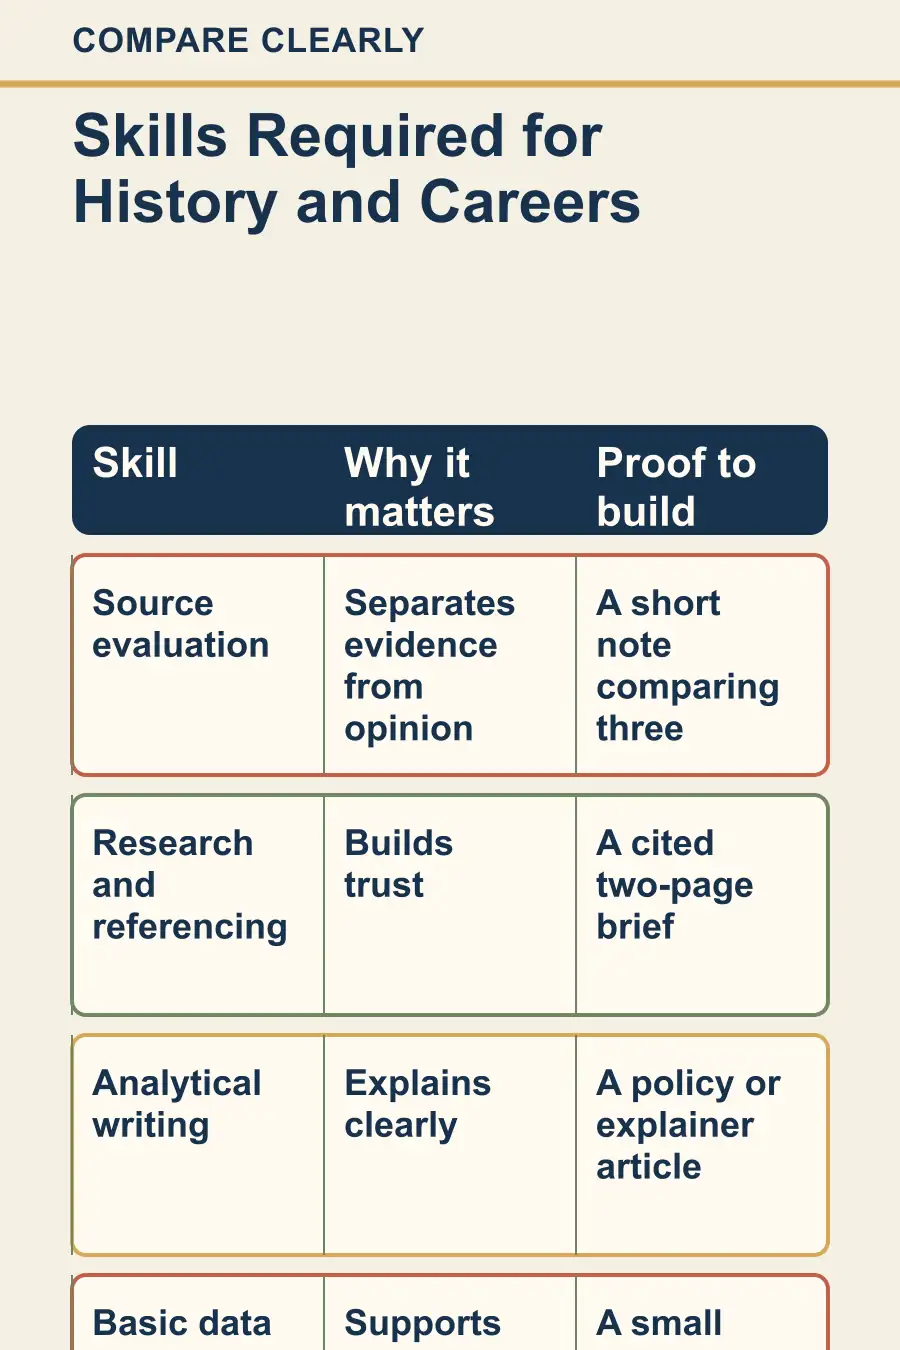 COMPARE CLEARLY
Skills Required for
History and Careers
Skill
Why it
matters
Proof to
build
Source
evaluation
Separates
evidence
from
opinion
A short
note
comparing
three
Research
and
referencing
Builds
trust
A cited
two-page
brief
Analytical
writing
Explains
clearly
A policy or
explainer
article
Basic data
Supports
A small